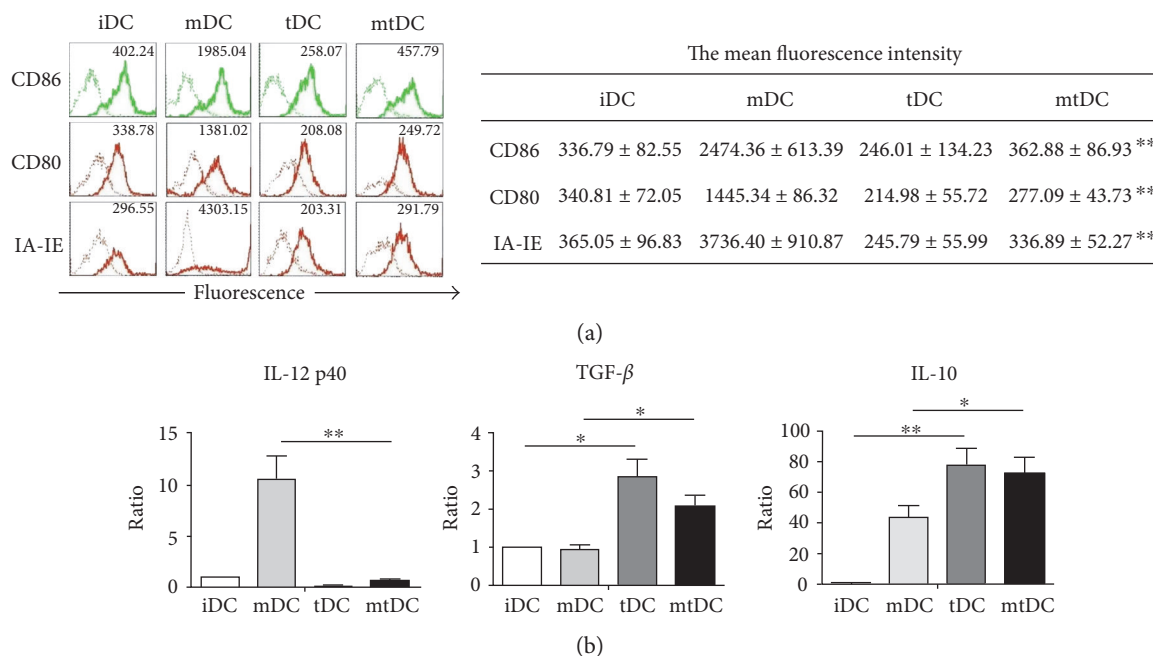 iDC mDC tDC mtDC
CD86 402.24 1985.04 258.07 457.79
CD80 338.78 1381.02 208.08 249.72
IA-IE 296.55 4303.15 203.31 291.79
Fluorescence
The mean fluorescence intensity
iDC mDC tDC mtDC
CD86 336.79 ± 82.55 2474.36 ± 613.39 246.01 ± 134.23 362.88 ± 86.93 **
CD80 340.81 ± 72.05 1445.34 ± 86.32 214.98 ± 55.72 277.09 ± 43.73 **
IA-IE 365.05 ± 96.83 3736.40 ± 910.87 245.79 ± 55.99 336.89 ± 52.27 **
(a)
IL-12 p40
**
15
10
5
0
Ratio
iDC mDC tDC mtDC
TGF-β
*
*
4
3
2
1
0
Ratio
iDC mDC tDC mtDC
IL-10
*
**
100
80
60
40
20
0
Ratio
iDC mDC tDC mtDC
(b)